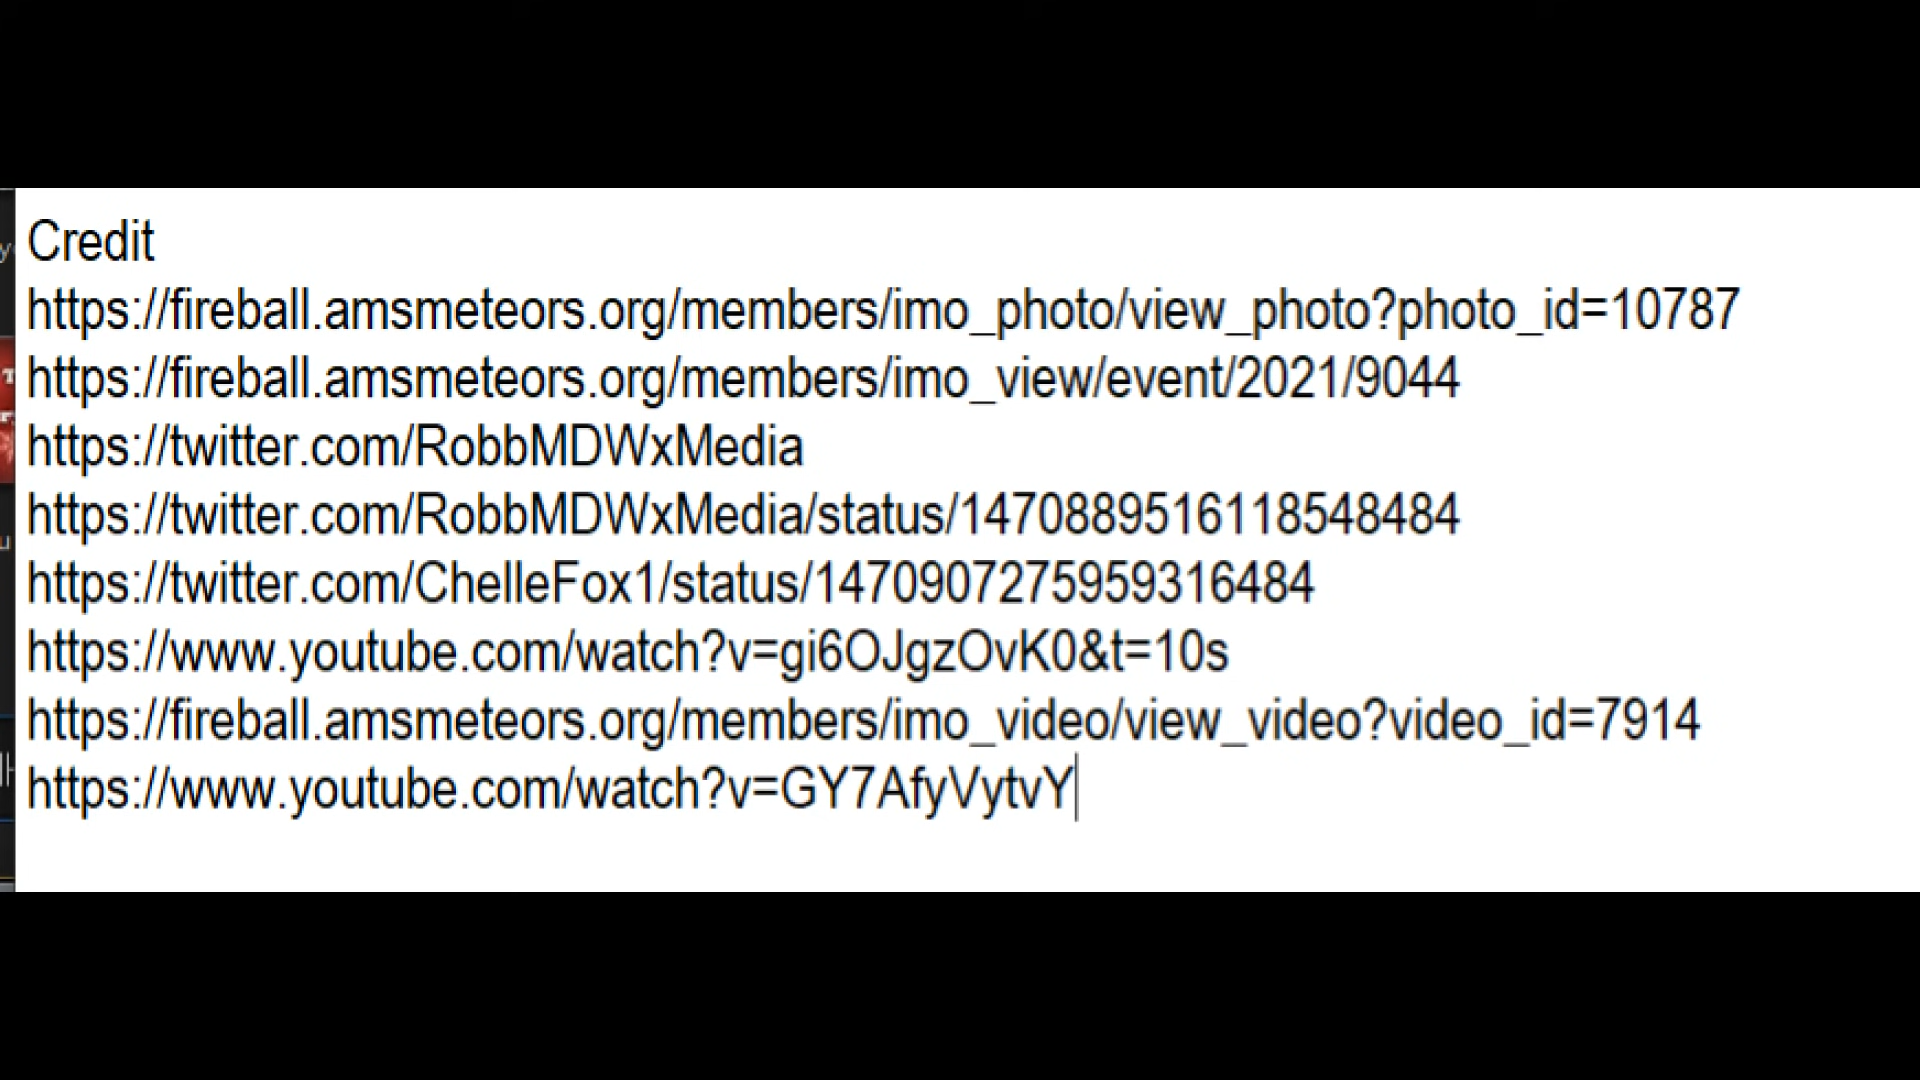 Credit
https://fireball.amsmeteors.org/members/imo_photo/view_photo?photo_id=10787
https://fireball.amsmeteors.org/members/imo_view/event/2021/9044
https://twitter.com/RobbMDWxMedia
https://twitter.com/RobbMDWxMedia/status/1470889516118548484
https://twitter.com/ChelleFox1/status/1470907275959316484
https://www.youtube.com/watch?v=gi6OJgzOvK0&t=10s
https://fireball.amsmeteors.org/members/imo_video/view_video?video_id=7914
https://www.youtube.com/watch?v=GY7AfyVytvY